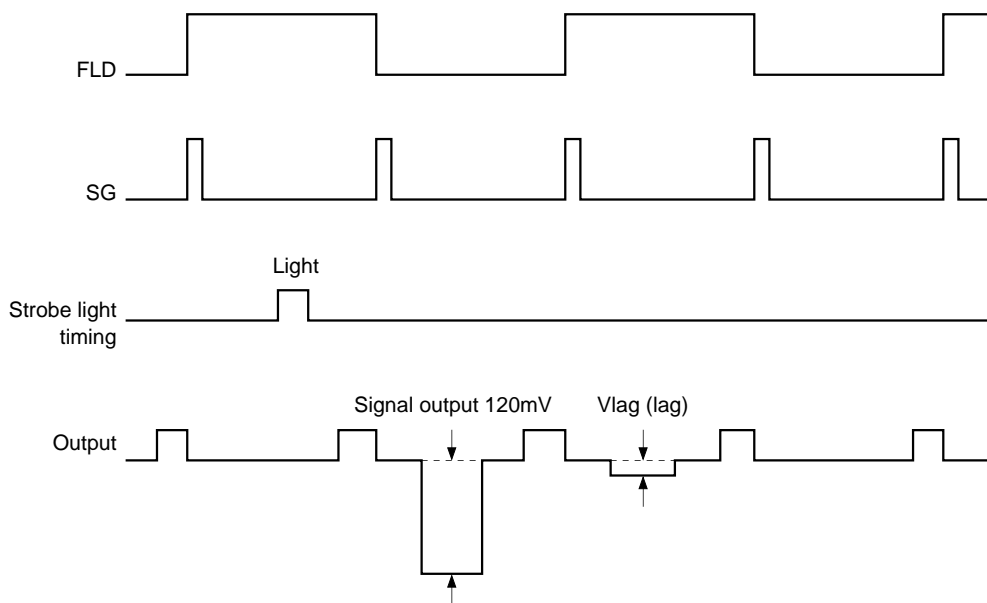 FLD
SG
Light
Strobe light
timing
Signal output 120mV
Vlag (lag)
Output